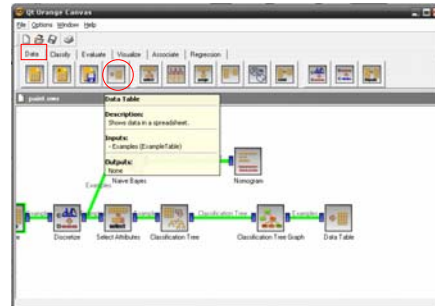 Qt Orange Canvas
File Options Window Help
Data Classify Evaluate Visualize Associate Regression
Data Table
Description:
Shows data in a spreadsheet.
Inputs:
- Examples (ExampleTable)
Outputs:
None
Naive Bayes
Nomogram
Examples
Classification Tree
Examples
Discretize
Select Attributes
Classification Tree
Classification Tree Graph
Data Table